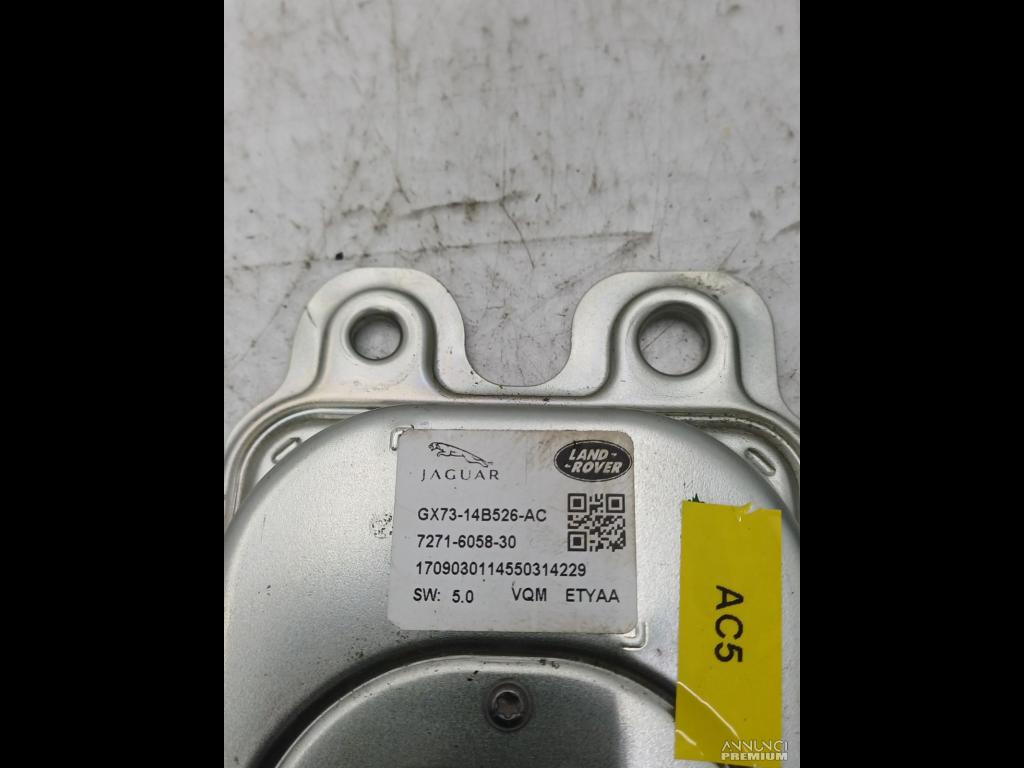 JAGUAR
LAND-
-ROVER
GX73-14B526-AC
7271-6058-30
1709030114550314229
SW: 5.0 VQM ETYAA
AC5
ANNUNCI
PREMIUM